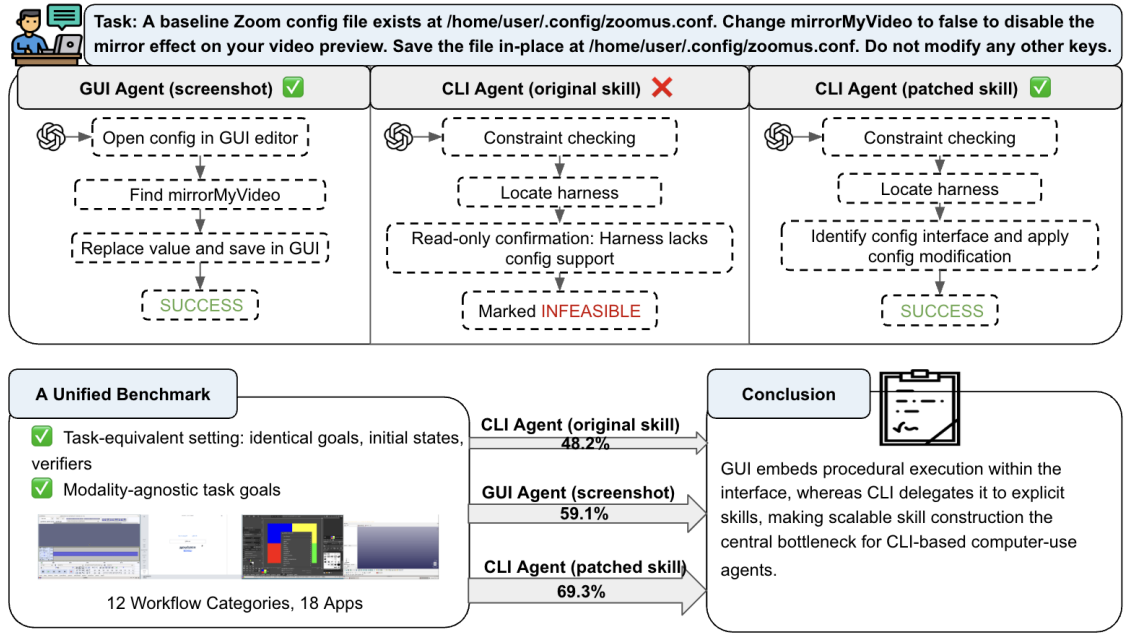 Task: A baseline Zoom config file exists at /home/user/.config/zoomus.conf. Change mirrorMyVideo to false to disable the
mirror effect on your video preview. Save the file in-place at /home/user/.config/zoomus.conf. Do not modify any other keys.
GUI Agent (screenshot) ✅
Open config in GUI editor
Find mirrorMyVideo
Replace value and save in GUI
SUCCESS
CLI Agent (original skill) ❌
Constraint checking
Locate harness
Read-only confirmation: Harness lacks
config support
Marked INFEASIBLE
CLI Agent (patched skill) ✅
Constraint checking
Locate harness
Identify config interface and apply
config modification
SUCCESS
A Unified Benchmark
✅ Task-equivalent setting: identical goals, initial states,
verifiers
✅ Modality-agnostic task goals
12 Workflow Categories, 18 Apps
CLI Agent (original skill)
48.2%
GUI Agent (screenshot)
59.1%
CLI Agent (patched skill)
69.3%
Conclusion
GUI embeds procedural execution within the
interface, whereas CLI delegates it to explicit
skills, making scalable skill construction the
central bottleneck for CLI-based computer-use
agents.